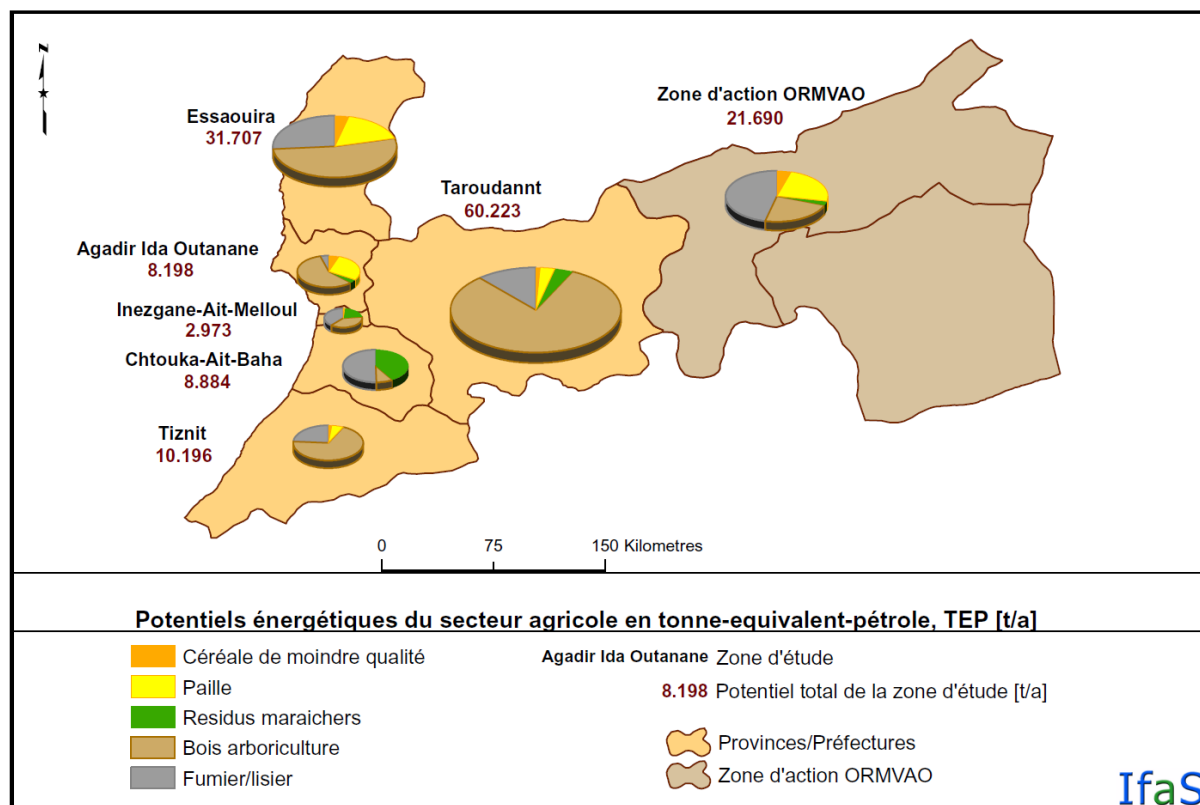 N
Essaouira
31.707
Zone d'action ORMVAO
21.690
Taroudannt
60.223
Agadir Ida Outanane
8.198
Inezgane-Ait-Melloul
2.973
Chtouka-Ait-Baha
8.884
Tiznit
10.196
0 75 150 Kilometres
Potentiels énergétiques du secteur agricole en tonne-equivalent-pétrole, TEP [t/a]
Céréale de moindre qualité
Paille
Residus maraichers
Bois arboriculture
Fumier/lisier
Agadir Ida Outanane Zone d'étude
8.198 Potentiel total de la zone d'étude [t/a]
Provinces/Préfectures
Zone d'action ORMVAO
IfaS